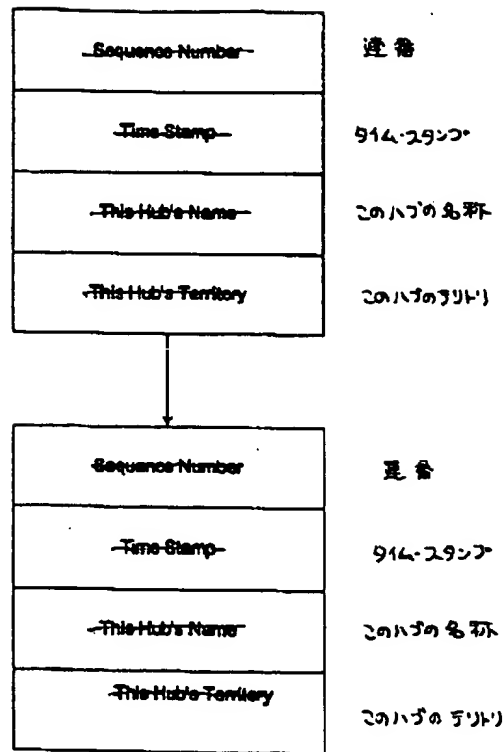 Sequence Number 連番
Time Stamp タイム・スタンプ
This Hub's Name このハブの名称
This Hub's Territory このハブのテリトリ
Sequence Number 連番
Time Stamp タイム・スタンプ
This Hub's Name このハブの名称
This Hub's Territory
このハブのテリトリ